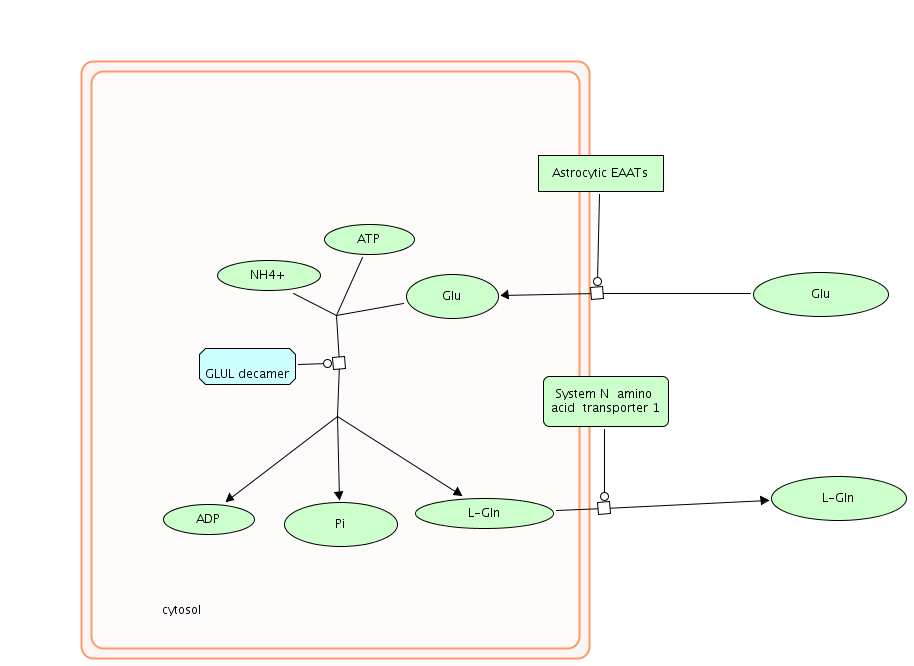 Astrocytic EAATs
ATP
NH4+
Glu
Glu
GLUL decamer
System N amino
acid transporter 1
L-Gln
L-Gln
ADP
Pi
cytosol